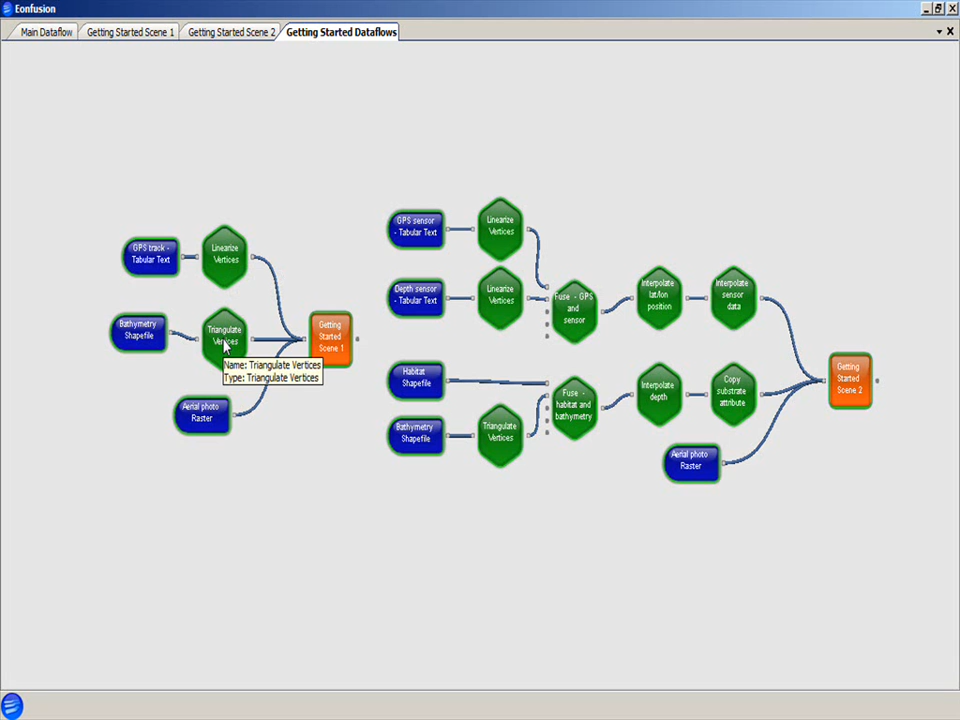 Eonfusion
Main Dataflow
Getting Started Scene 1
Getting Started Scene 2
Getting Started Dataflows
GPS track -
Tabular Text
Linearize
Vertices
Bathymetry
Shapefile
Triangulate
Vertices
Name: Triangulate Vertices
Type: Triangulate Vertices
Getting
Started
Scene 1
Aerial photo
Raster
GPS sensor
- Tabular Text
Linearize
Vertices
Depth sensor
- Tabular Text
Linearize
Vertices
Fuse - GPS
and
sensor
Interpolate
lat/lon
position
Interpolate
sensor
data
Habitat
Shapefile
Bathymetry
Shapefile
Triangulate
Vertices
Fuse -
habitat and
bathymetry
Interpolate
depth
Copy
substrate
attribute
Aerial photo
Raster
Getting
Started
Scene 2